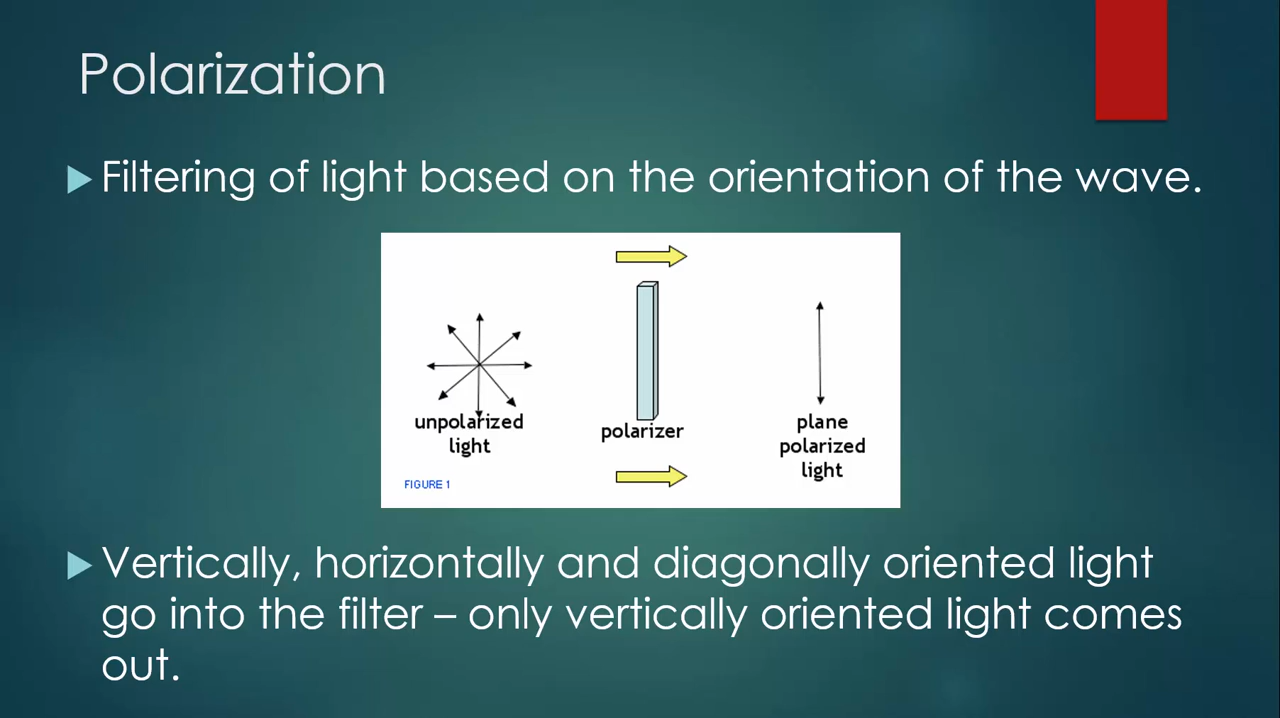 Polarization
Filtering of light based on the orientation of the wave.
unpolarized
light
polarizer
plane
polarized
light
FIGURE 1
Vertically, horizontally and diagonally oriented light
go into the filter – only vertically oriented light comes
out.